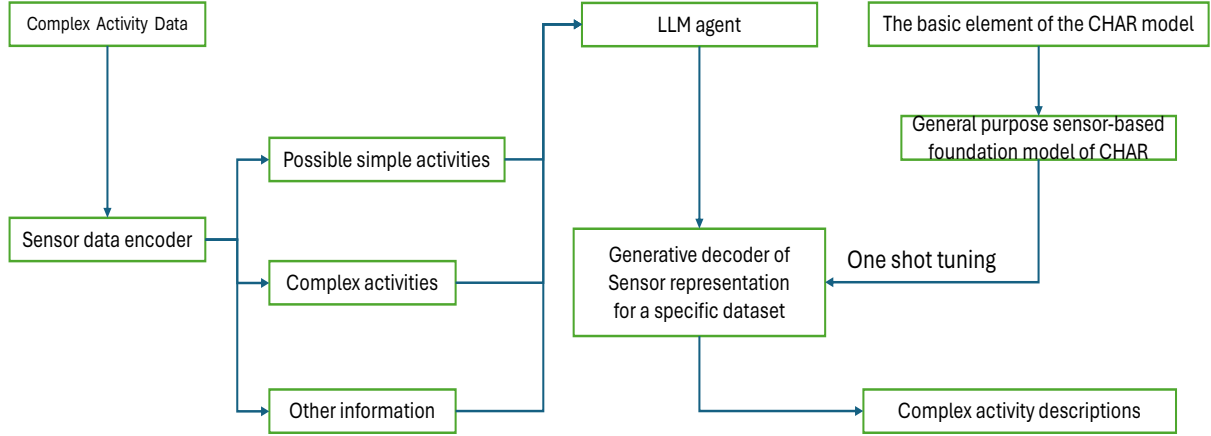 Complex Activity Data
LLM agent
The basic element of the CHAR model
General purpose sensor-based
foundation model of CHAR
Possible simple activities
Sensor data encoder
Generative decoder of
Sensor representation
for a specific dataset
One shot tuning
Complex activities
Other information
Complex activity descriptions